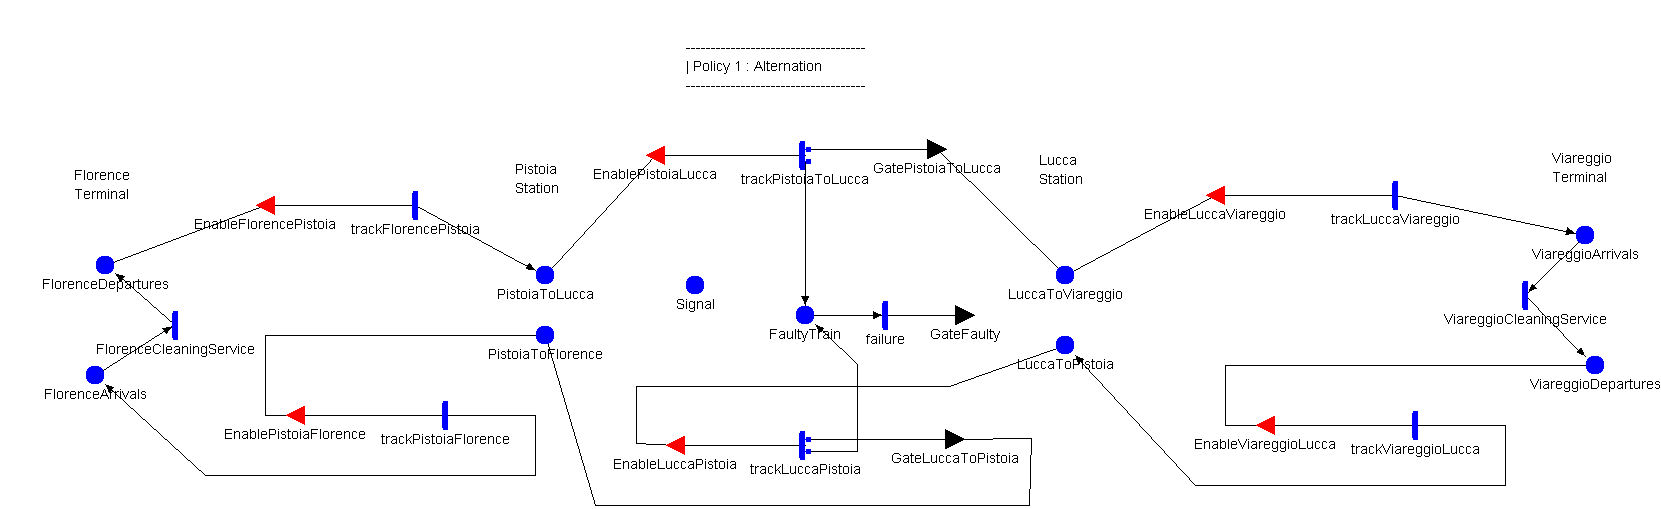 ------------------------------------
| Policy 1 : Alternation
------------------------------------
Florence
Terminal
Pistoia
Station
Lucca
Station
Viareggio
Terminal
EnablePistoiaLucca
trackPistoiaToLucca
GatePistoiaToLucca
EnableFlorencePistoia
trackFlorencePistoia
EnableLuccaViareggio
trackLuccaViareggio
FlorenceDepartures
PistoiaToLucca
Signal
LuccaToViareggio
ViareggioArrivals
FlorenceCleaningService
PistoiaToFlorence
FaultyTrain
failure
GateFaulty
LuccaToPistoia
ViareggioCleaningService
FlorenceArrivals
ViareggioDepartures
EnablePistoiaFlorence
trackPistoiaFlorence
EnableLuccaPistoia
trackLuccaPistoia
GateLuccaToPistoia
EnableViareggioLucca
trackViareggioLucca